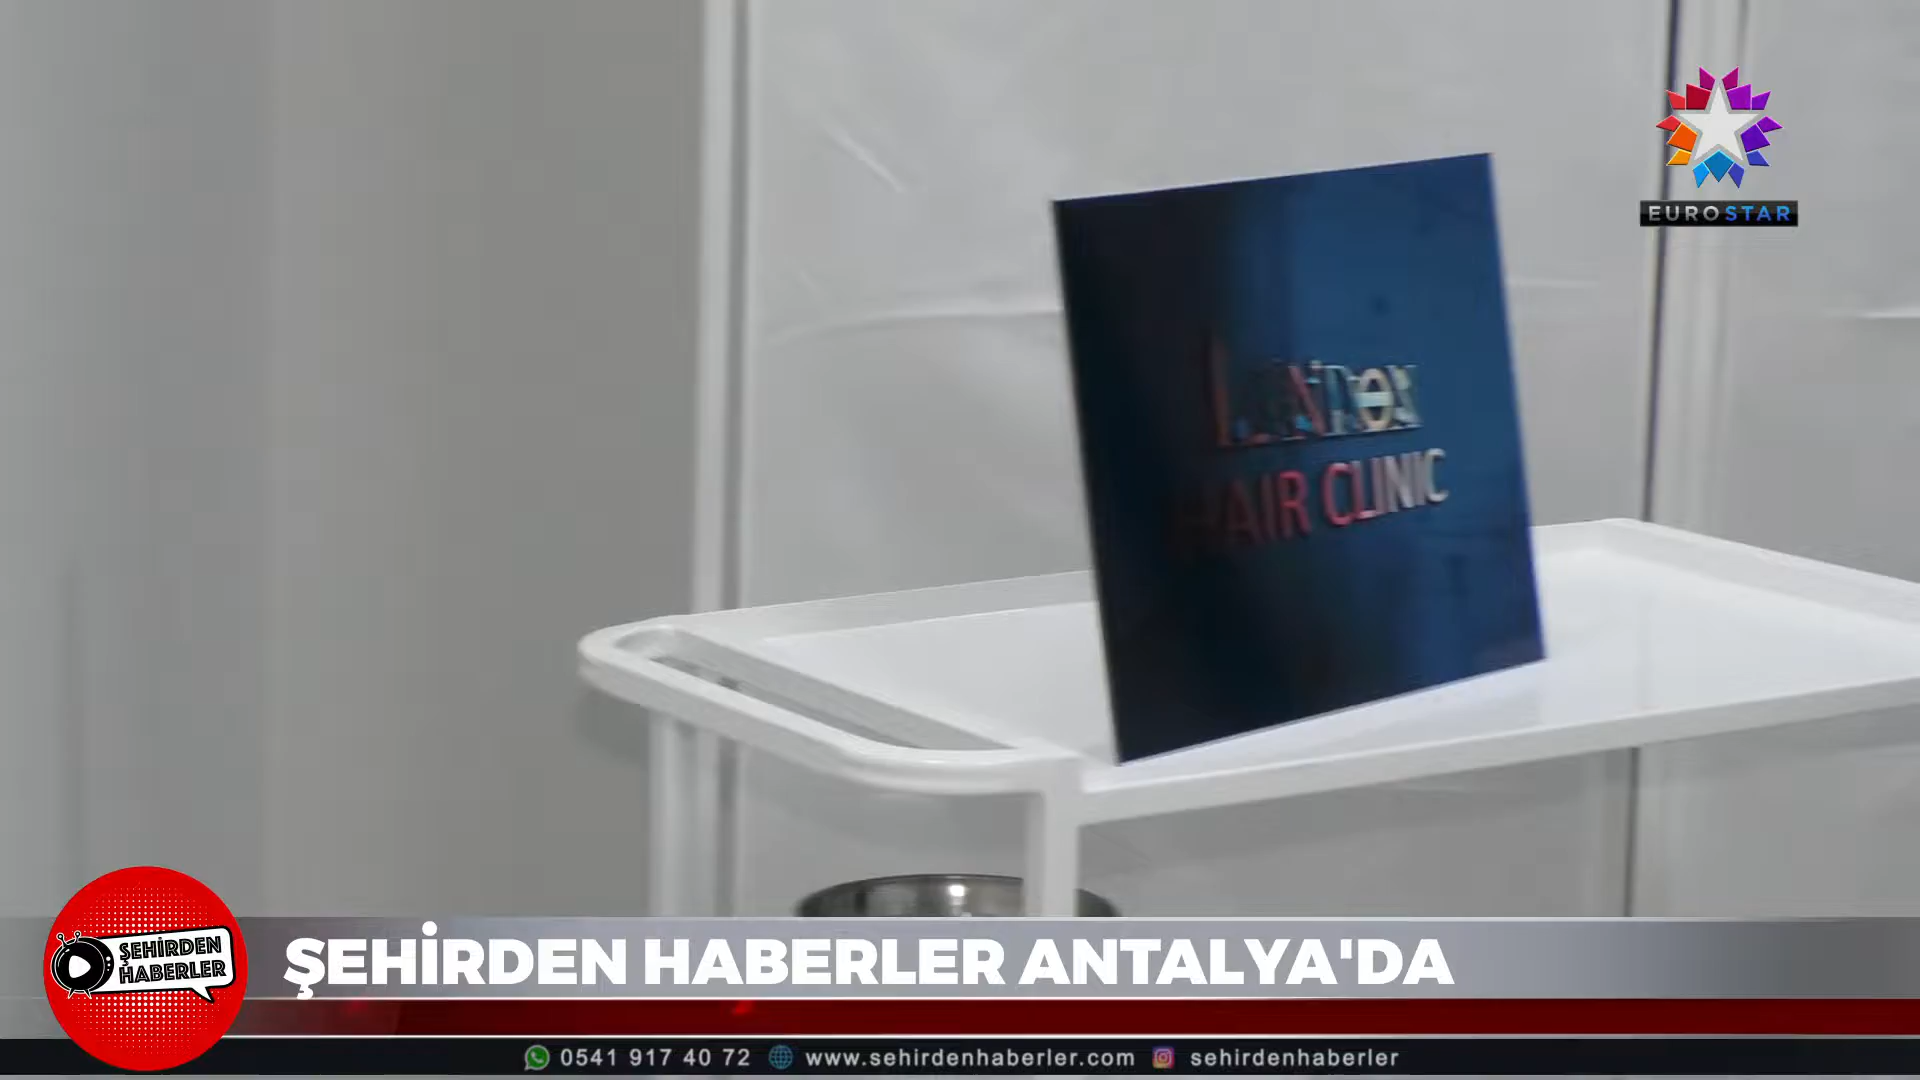 EUROSTAR
LONDON
HAIR CLINIC
ŞEHİRDEN
HABERLER
ŞEHİRDEN HABERLER ANTALYA'DA
0541 917 40 72 www.sehirdenhaberler.com sehirdenhaberler